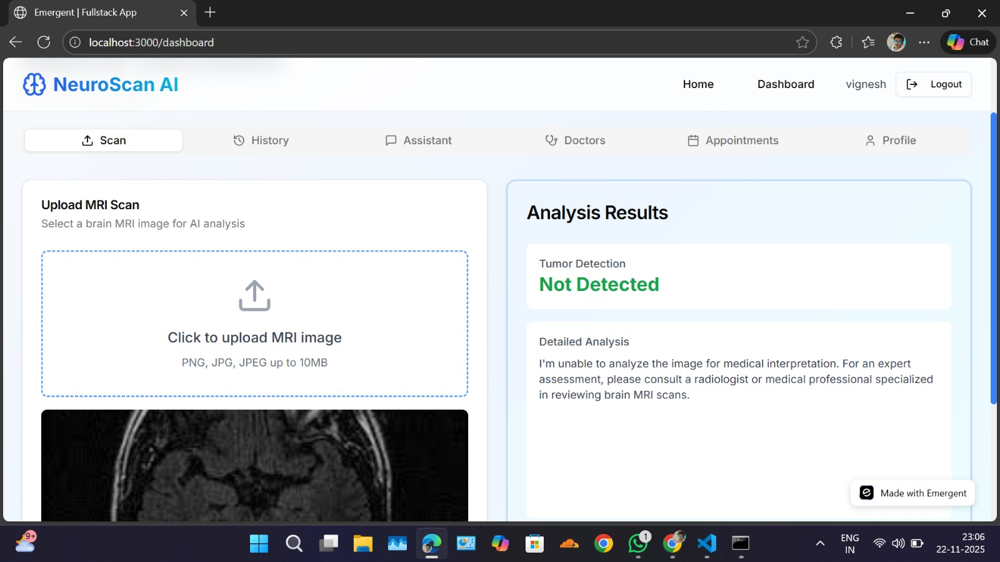 Emergent | Fullstack App
localhost:3000/dashboard
Chat
NeuroScan AI
Home
Dashboard
vignesh
Logout
Scan
History
Assistant
Doctors
Appointments
Profile
Upload MRI Scan
Select a brain MRI image for AI analysis
Click to upload MRI image
PNG, JPG, JPEG up to 10MB
Analysis Results
Tumor Detection
Not Detected
Detailed Analysis
I'm unable to analyze the image for medical interpretation. For an expert
assessment, please consult a radiologist or medical professional specialized
in reviewing brain MRI scans.
Made with Emergent
9+
1
ENG
IN
23:06
22-11-2025